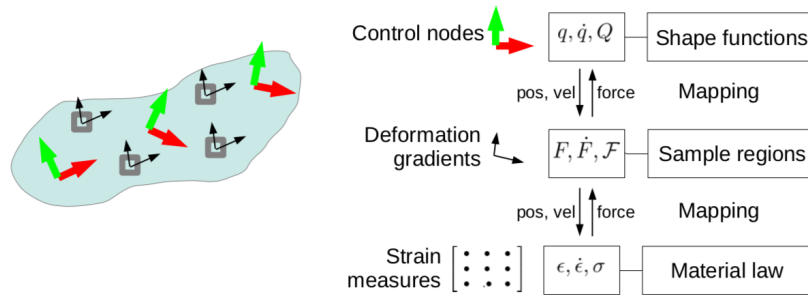 Control nodes
q, q̇, Q
Shape functions
pos, vel
force
Mapping
Deformation
gradients
F, Ḟ, ℱ
Sample regions
pos, vel
force
Mapping
Strain
measures
ϵ, ϵ̇, σ
Material law